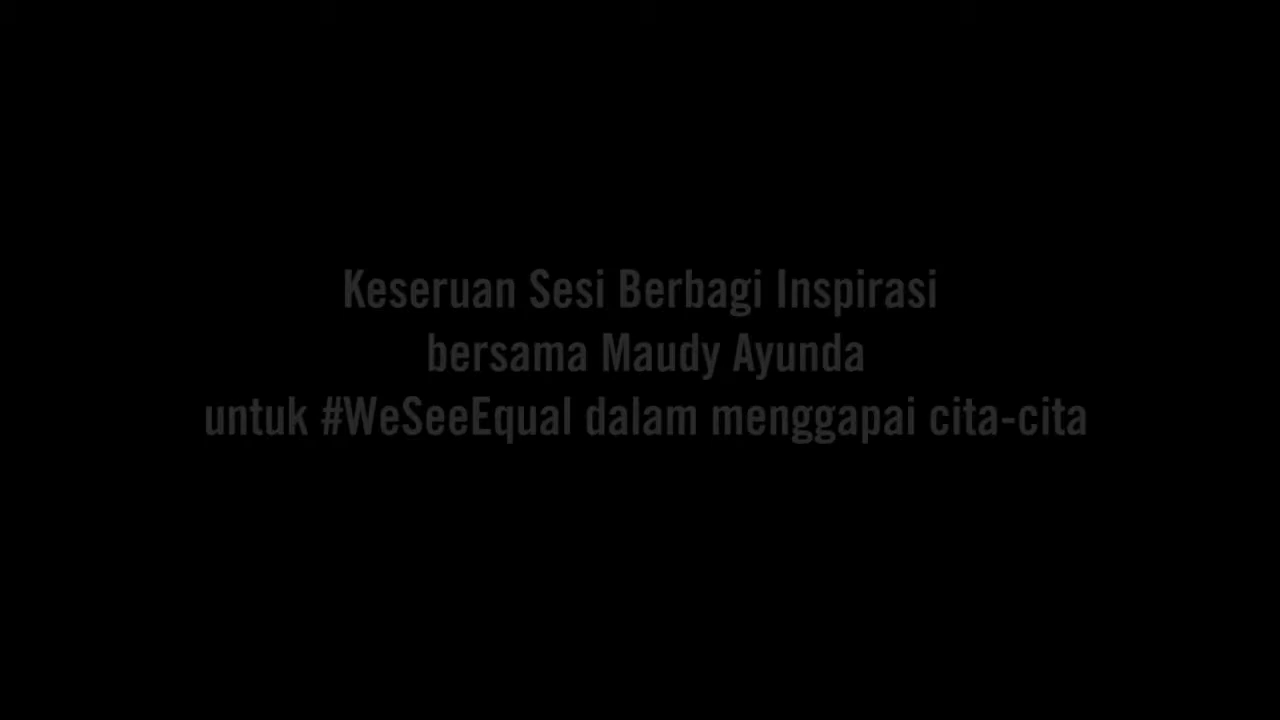 Keseruan Sesi Berbagi Inspirasi
bersama Maudy Ayunda
untuk #WeSeeEqual dalam menggapai cita-cita